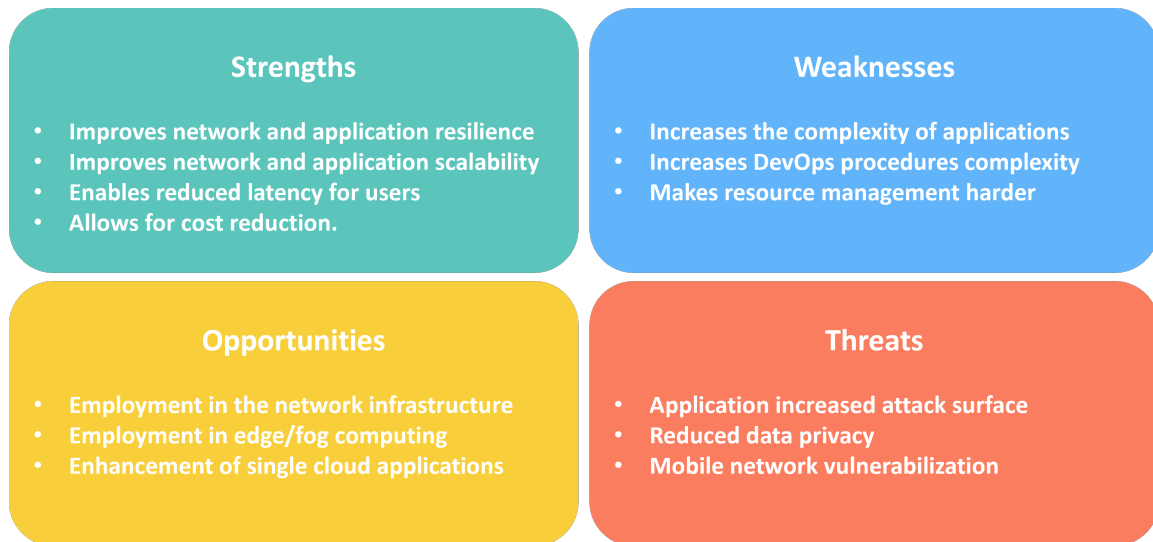 Strengths
• Improves network and application resilience
• Improves network and application scalability
• Enables reduced latency for users
• Allows for cost reduction.
Weaknesses
• Increases the complexity of applications
• Increases DevOps procedures complexity
• Makes resource management harder
Opportunities
• Employment in the network infrastructure
• Employment in edge/fog computing
• Enhancement of single cloud applications
Threats
• Application increased attack surface
• Reduced data privacy
• Mobile network vulnerabilization